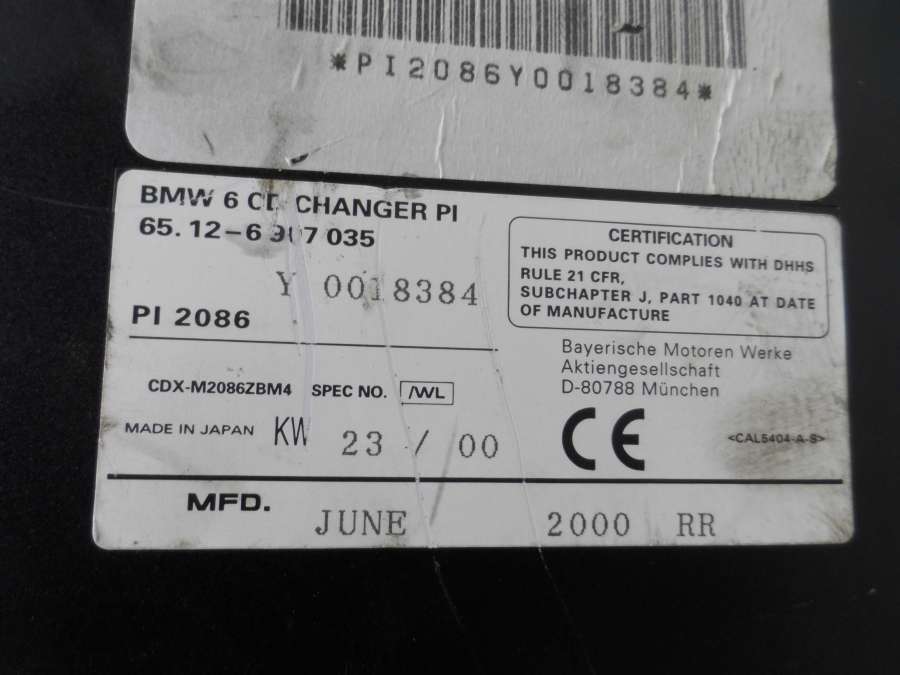 *PI2086Y0018384*
BMW 6 CD CHANGER PI
65.12-6 907 035
Y 0018384
PI 2086
CERTIFICATION
THIS PRODUCT COMPLIES WITH DHHS
RULE 21 CFR,
SUBCHAPTER J, PART 1040 AT DATE
OF MANUFACTURE
Bayerische Motoren Werke
Aktiengesellschaft
D-80788 München
CDX-M2086ZBM4 SPEC NO. /WL
MADE IN JAPAN KW 23 / 00
CE
<CAL5404-A-S>
MFD. JUNE 2000 RR